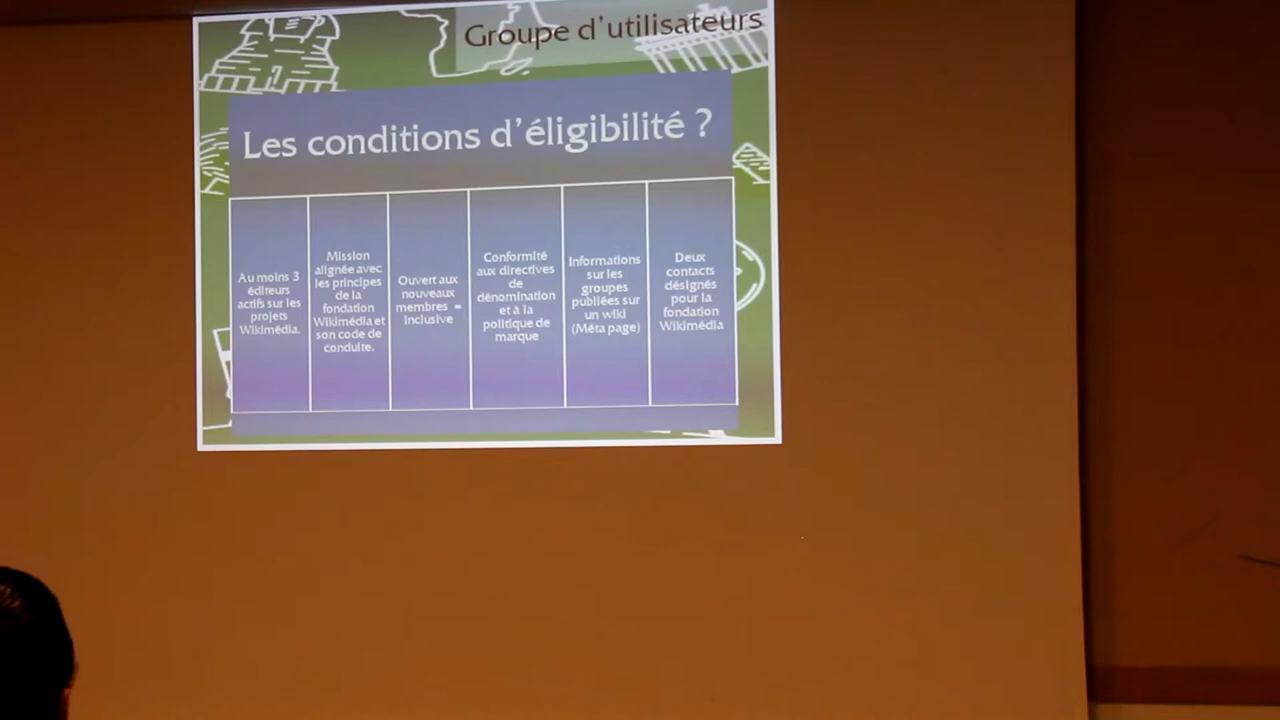 Groupe d'utilisateurs
Les conditions d'éligibilité ?
Au moins 3
éditeurs
actifs sur les
projets
Wikimédia.
Mission
alignée avec
les principes
de la
fondation
Wikimédia et
son code de
conduite.
Ouvert aux
nouveaux
membres =
inclusive
Conformité
aux directives
de
dénomination
et à la
politique de
marque
Informations
sur les
groupes
publiées sur
un wiki
(Méta page)
Deux
contacts
désignés
pour la
fondation
Wikimédia